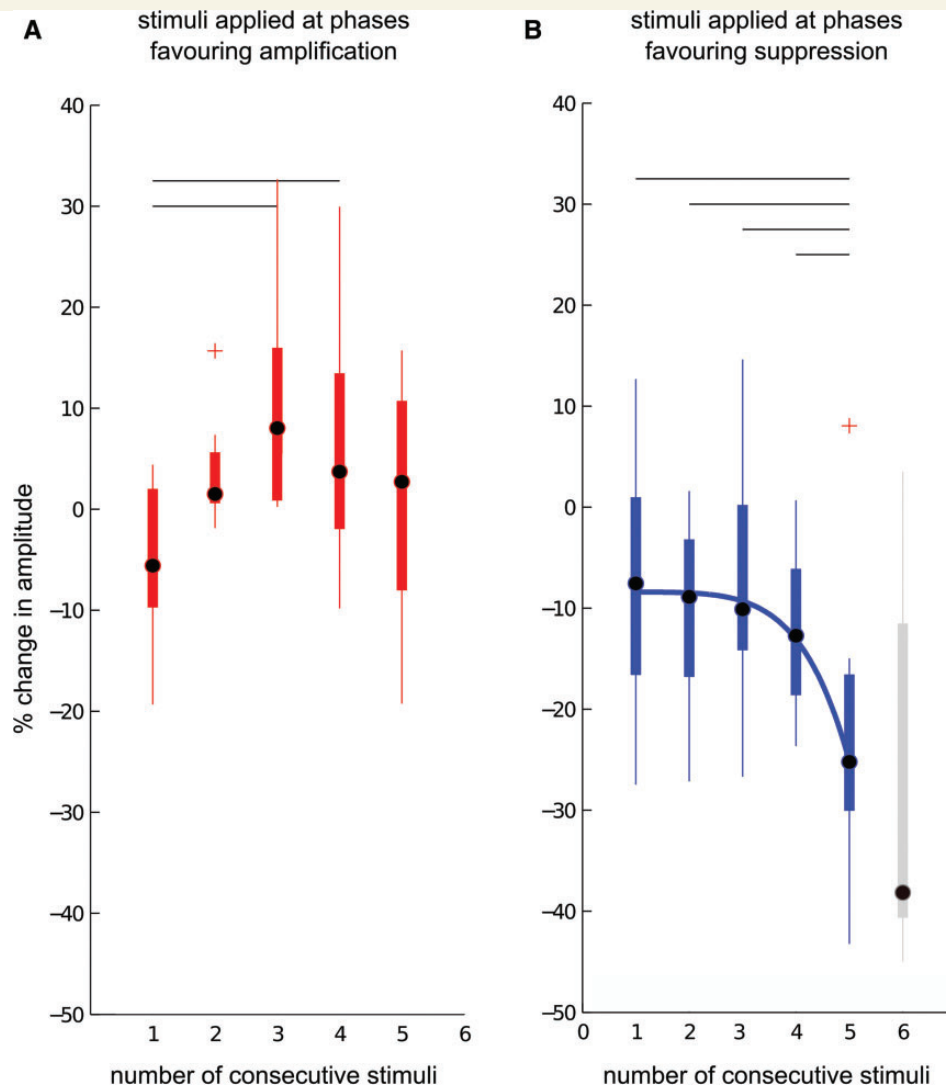 A
stimuli applied at phases
favouring amplification
40
30
20
10
0
−10
−20
−30
−40
−50
% change in amplitude
1 2 3 4 5 6
number of consecutive stimuli
B
stimuli applied at phases
favouring suppression
40
30
20
10
0
−10
−20
−30
−40
−50
0 1 2 3 4 5 6
number of consecutive stimuli